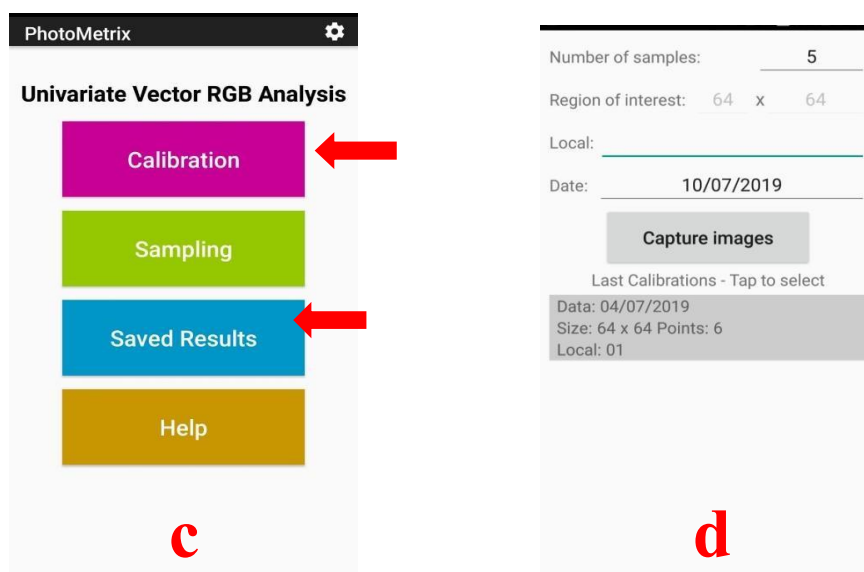 PhotoMetrix
Univariate Vector RGB Analysis
Calibration
Sampling
Saved Results
Help
c
Number of samples: 5
Region of interest: 64 x 64
Local:
Date: 10/07/2019
Capture images
Last Calibrations - Tap to select
Data: 04/07/2019
Size: 64 x 64 Points: 6
Local: 01
d